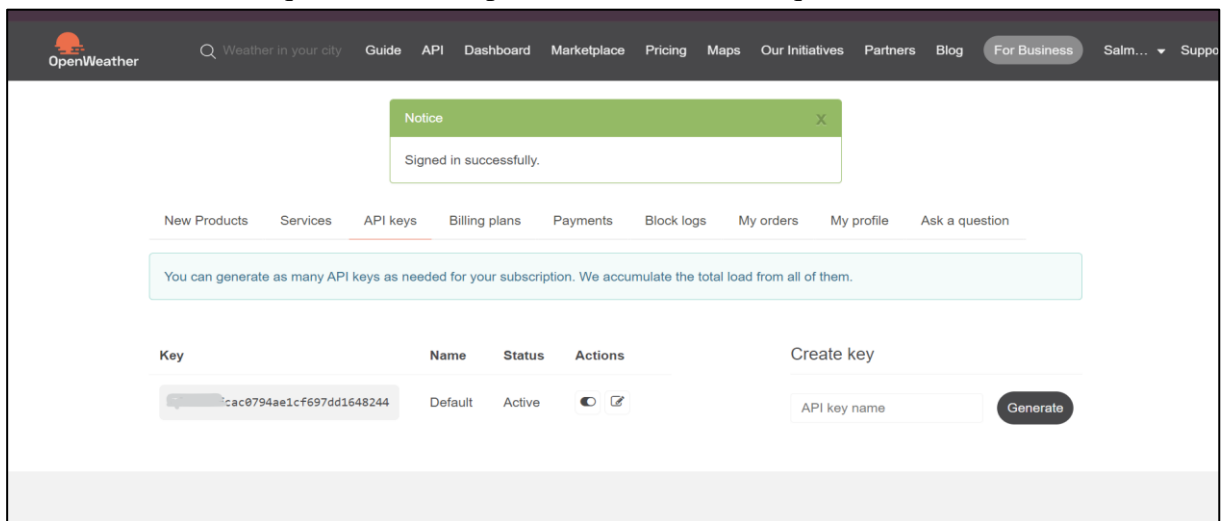 OpenWeather
Weather in your city Guide API Dashboard Marketplace Pricing Maps Our Initiatives Partners Blog For Business Salm... Suppo
Notice X
Signed in successfully.
New Products Services API keys Billing plans Payments Block logs My orders My profile Ask a question
You can generate as many API keys as needed for your subscription. We accumulate the total load from all of them.
Key Name Status Actions Create key
cac0794ae1cf697dd1648244 Default Active API key name Generate